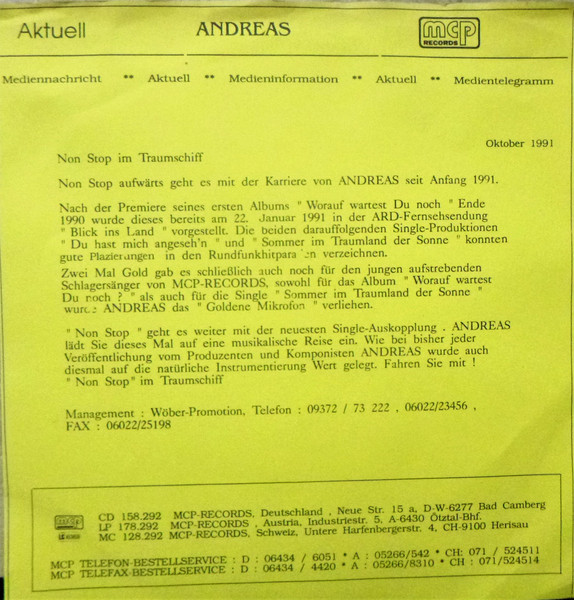 Aktuell
ANDREAS
mcp
RECORDS
Mediennachricht ** Aktuell ** Medieninformation ** Aktuell ** Medientelegramm
Oktober 1991
Non Stop im Traumschiff
Non Stop aufwärts geht es mit der Karriere von ANDREAS seit Anfang 1991.
Nach der Premiere seines ersten Albums " Worauf wartest Du noch " Ende
1990 wurde dieses bereits am 22. Januar 1991 in der ARD-Fernsehsendung
" Blick ins Land " vorgestellt. Die beiden darauffolgenden Single-Produktionen
" Du hast mich angeseh'n " und " Sommer im Traumland der Sonne " konnten
gute Plazierungen in den Rundfunkhitparaden verzeichnen.
Zwei Mal Gold gab es schließlich auch noch für den jungen aufstrebenden
Schlagersänger von MCP-RECORDS, sowohl für das Album " Worauf wartest
Du noch ? " als auch für die Single " Sommer im Traumland der Sonne "
wurde ANDREAS das " Goldene Mikrofon " verliehen.
" Non Stop " geht es weiter mit der neuesten Single-Auskopplung . ANDREAS
lädt Sie dieses Mal auf eine musikalische Reise ein. Wie bei bisher jeder
Veröffentlichung vom Produzenten und Komponisten ANDREAS wurde auch
diesmal auf die natürliche Instrumentierung Wert gelegt. Fahren Sie mit !
" Non Stop" im Traumschiff
Management : Wöber-Promotion, Telefon : 09372 / 73 222 , 06022/23456 ,
FAX : 06022/25198
CD 158.292 MCP-RECORDS, Deutschland , Neue Str. 15 a, D-W-6277 Bad Camberg
LP 178.292 MCP-RECORDS , Austria, Industriestr. 5, A-6430 Ötztal-Bhf.
MC 128.292 MCP-RECORDS, Schweiz, Untere Harfenbergerstr. 4, CH-9100 Herisau
MCP TELEFON-BESTELLSERVICE : D : 06434 / 6051 * A : 05266/542 * CH: 071 / 524511
MCP TELEFAX-BESTELLSERVICE : D : 06434 / 4420 * A : 05266/8310 * CH : 071/524514